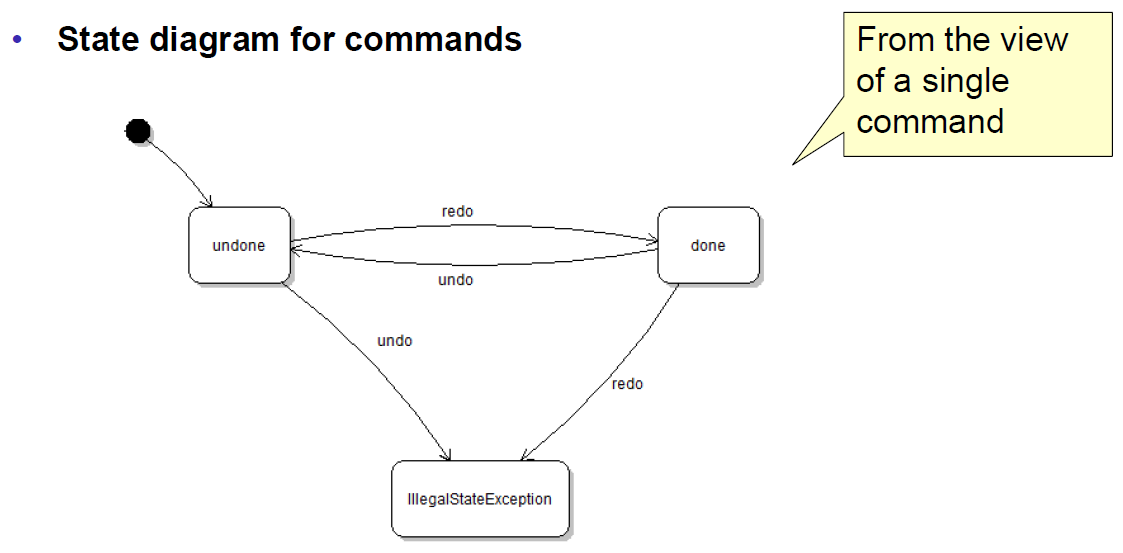 State diagram for commands
From the view
of a single
command
redo
undone
done
undo
undo
redo
IllegalStateException